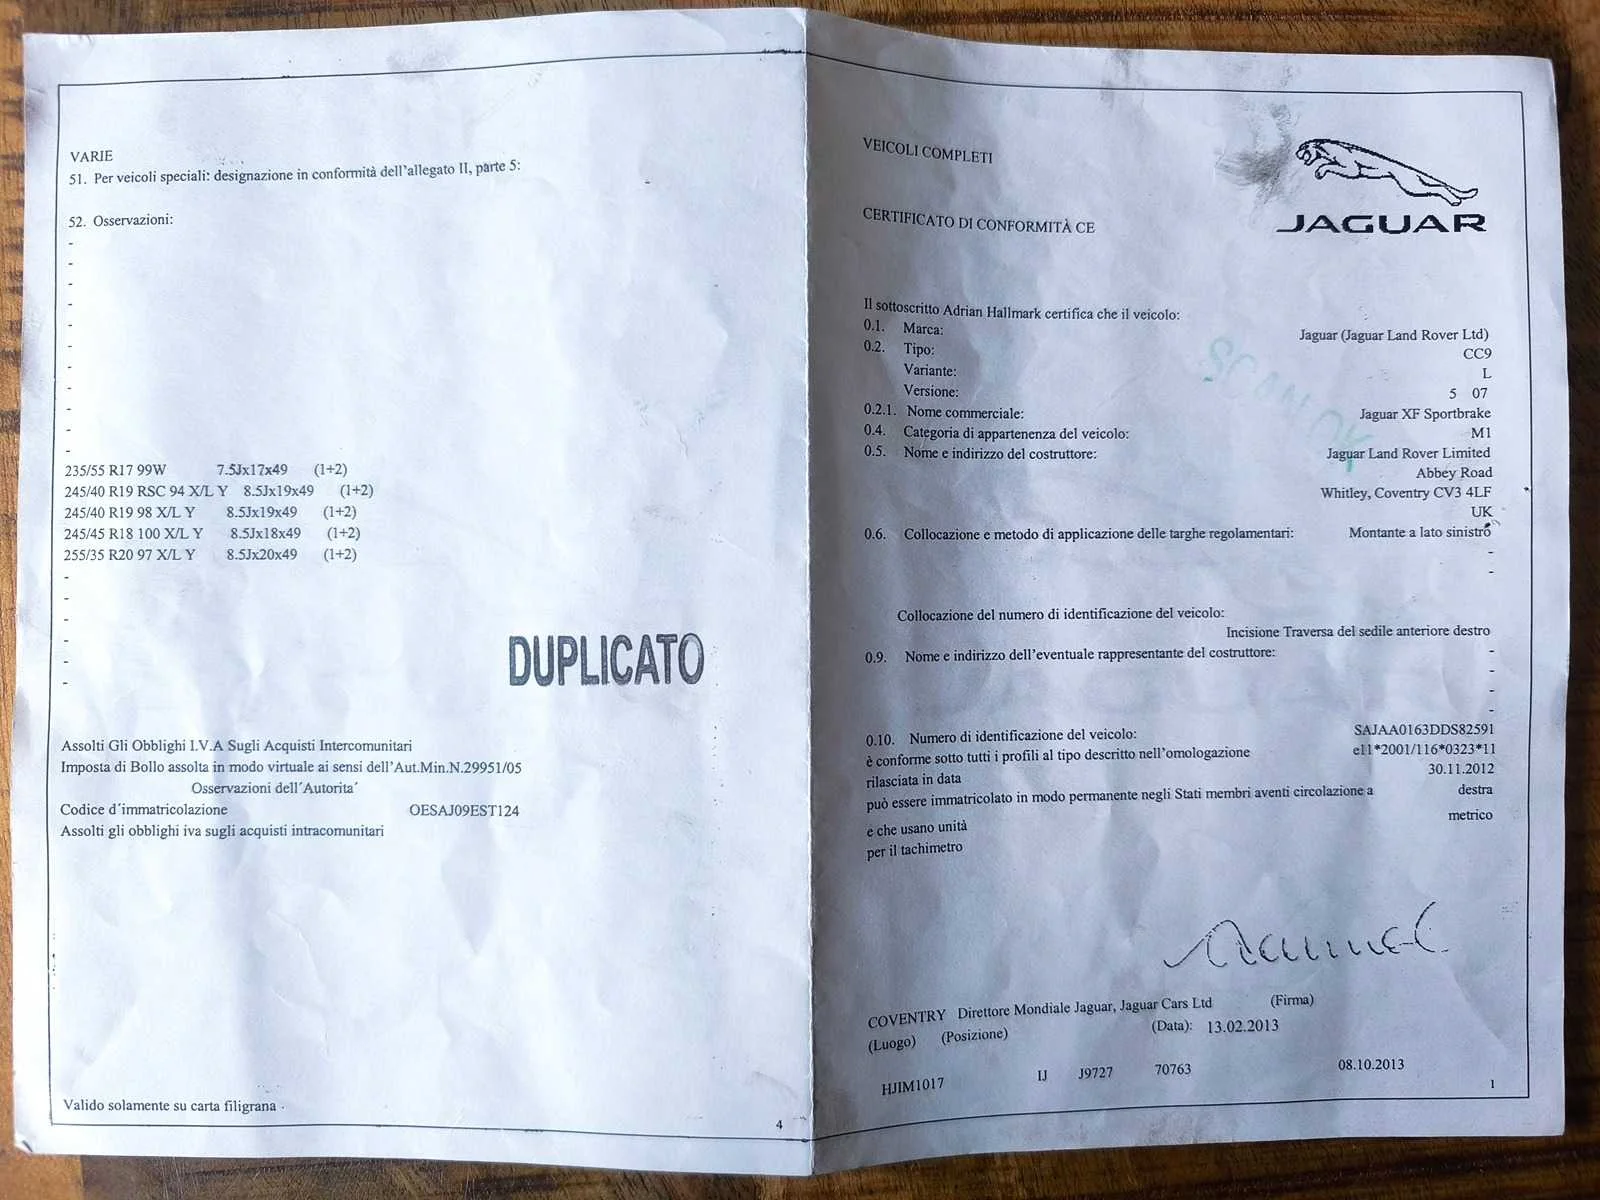 VARIE
51. Per veicoli speciali: designazione in conformità dell'allegato II, parte 5:
52. Osservazioni:
-
-
-
-
-
-
-
-
-
-
-
235/55 R17 99W 7.5Jx17x49 (1+2)
245/40 R19 RSC 94 X/L Y 8.5Jx19x49 (1+2)
245/40 R19 98 X/L Y 8.5Jx19x49 (1+2)
245/45 R18 100 X/L Y 8.5Jx18x49 (1+2)
255/35 R20 97 X/L Y 8.5Jx20x49 (1+2)
-
-
-
-
-
-
DUPLICATO
Assolti Gli Obblighi I.V.A Sugli Acquisti Intercomunitari
Imposta di Bollo assolta in modo virtuale ai sensi dell'Aut.Min.N.29951/05
Osservazioni dell´Autorita´
Codice d´immatricolazione OESAJ09EST124
Assolti gli obblighi iva sugli acquisti intracomunitari
Valido solamente su carta filigrana
4
VEICOLI COMPLETI
JAGUAR
CERTIFICATO DI CONFORMITÀ CE
Il sottoscritto Adrian Hallmark certifica che il veicolo:
0.1. Marca: Jaguar (Jaguar Land Rover Ltd)
0.2. Tipo: CC9
Variante: L
Versione: 5 07
0.2.1. Nome commerciale: Jaguar XF Sportbrake
0.4. Categoria di appartenenza del veicolo: M1
0.5. Nome e indirizzo del costruttore: Jaguar Land Rover Limited
Abbey Road
Whitley, Coventry CV3 4LF
UK
0.6. Collocazione e metodo di applicazione delle targhe regolamentari: Montante a lato sinistro
-
-
Collocazione del numero di identificazione del veicolo:
Incisione Traversa del sedile anteriore destro
0.9. Nome e indirizzo dell'eventuale rappresentante del costruttore: -
-
-
-
0.10. Numero di identificazione del veicolo: SAJAA0163DDS82591
è conforme sotto tutti i profili al tipo descritto nell'omologazione e11*2001/116*0323*11
rilasciata in data 30.11.2012
può essere immatricolato in modo permanente negli Stati membri aventi circolazione a destra
e che usano unità metrico
per il tachimetro
COVENTRY Direttore Mondiale Jaguar, Jaguar Cars Ltd (Firma)
(Luogo) (Posizione) (Data): 13.02.2013
HJIM1017 IJ J9727 70763 08.10.2013
1